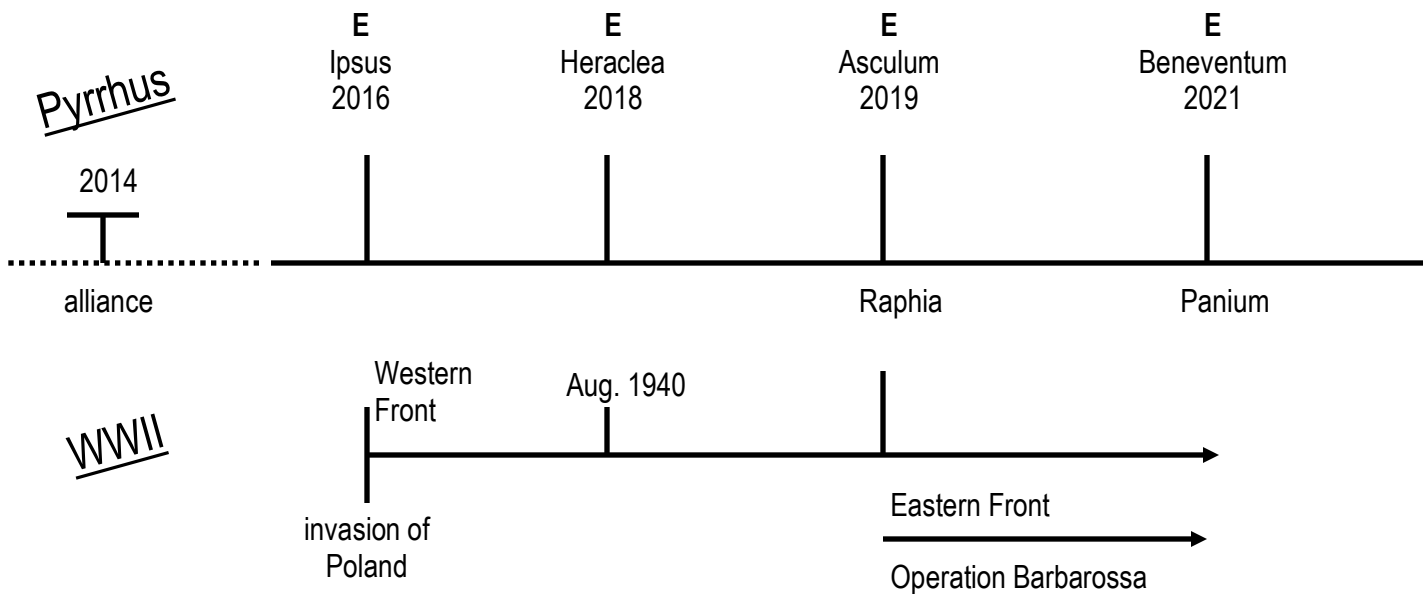 E
Ipsus
2016
E
Heraclea
2018
E
Asculum
2019
E
Beneventum
2021
Pyrrhus
2014
alliance
Raphia
Panium
WWII
Western
Front
Aug. 1940
invasion of
Poland
Eastern Front
Operation Barbarossa